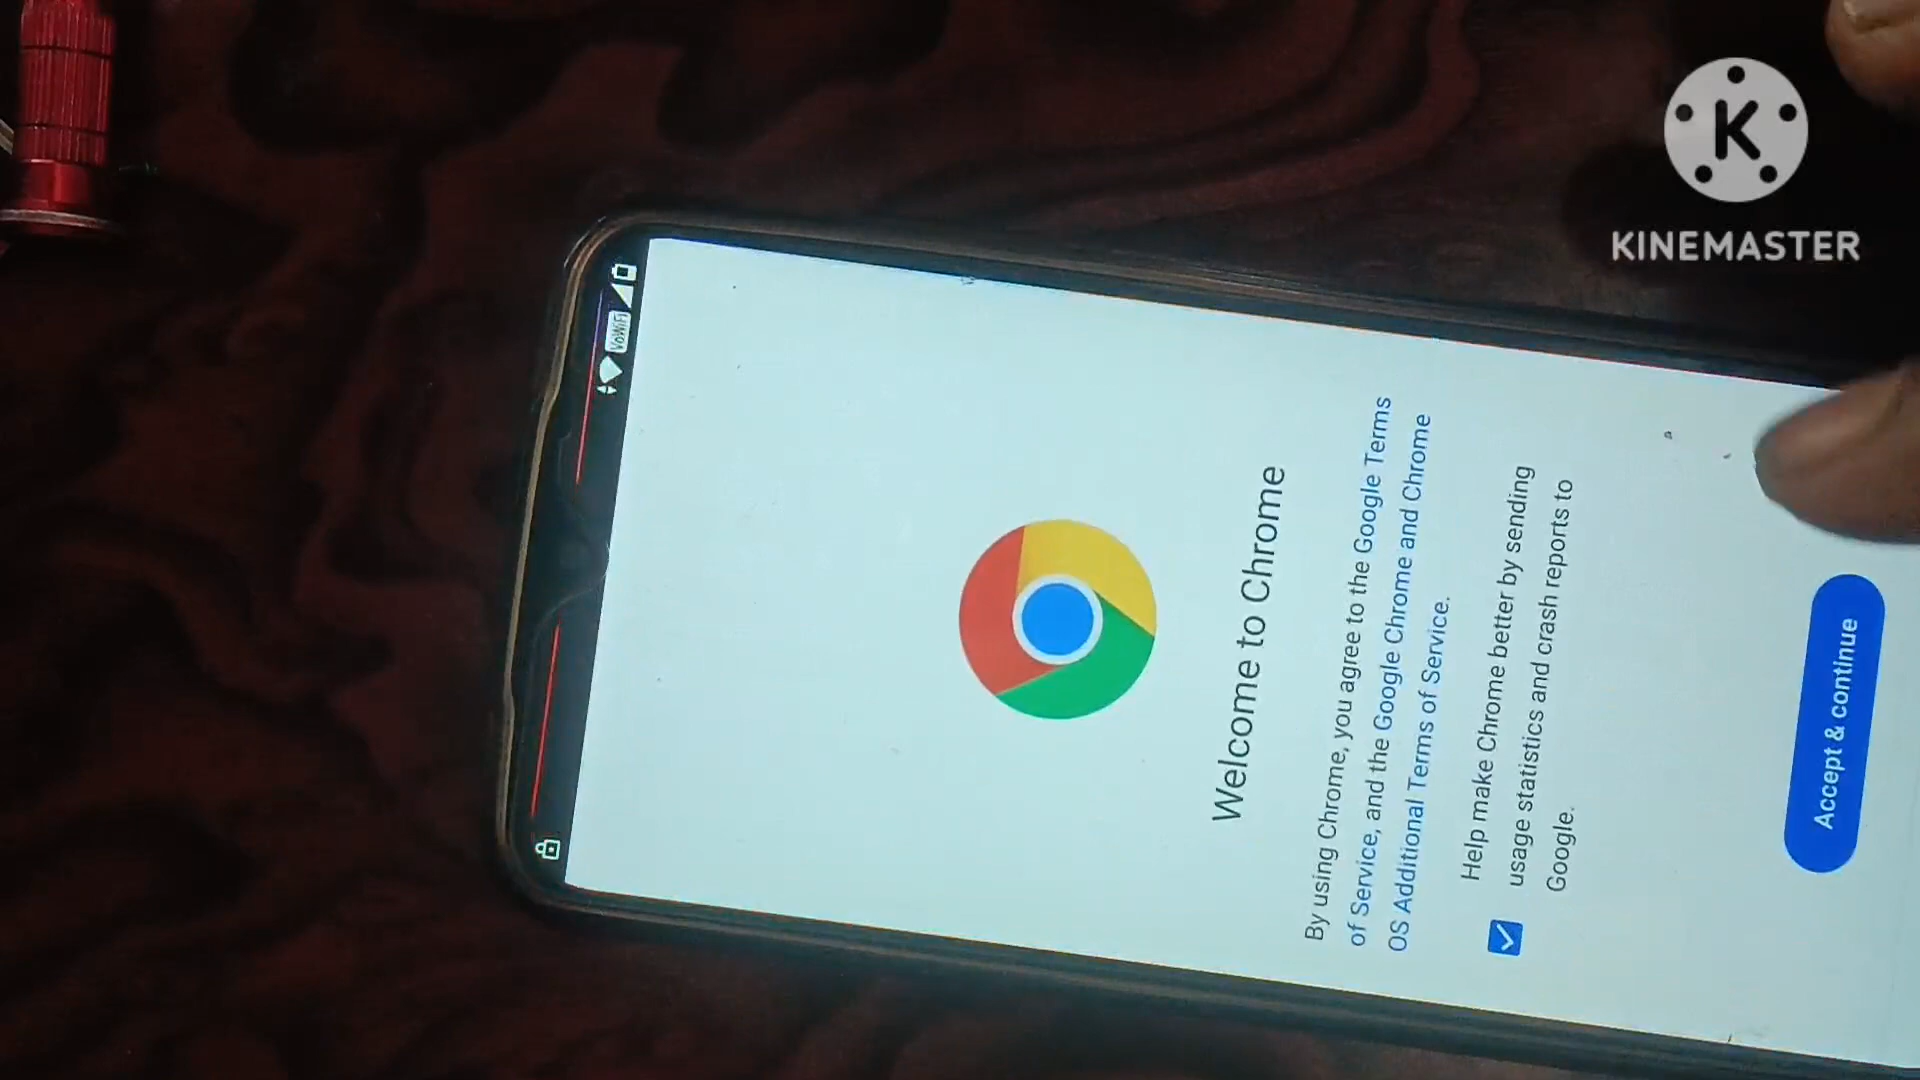 K
KINEMASTER
VoWiFi
Welcome to Chrome
By using Chrome, you agree to the Google Terms
of Service, and the Google Chrome and Chrome
OS Additional Terms of Service.
Help make Chrome better by sending
usage statistics and crash reports to
Google.
Accept & continue